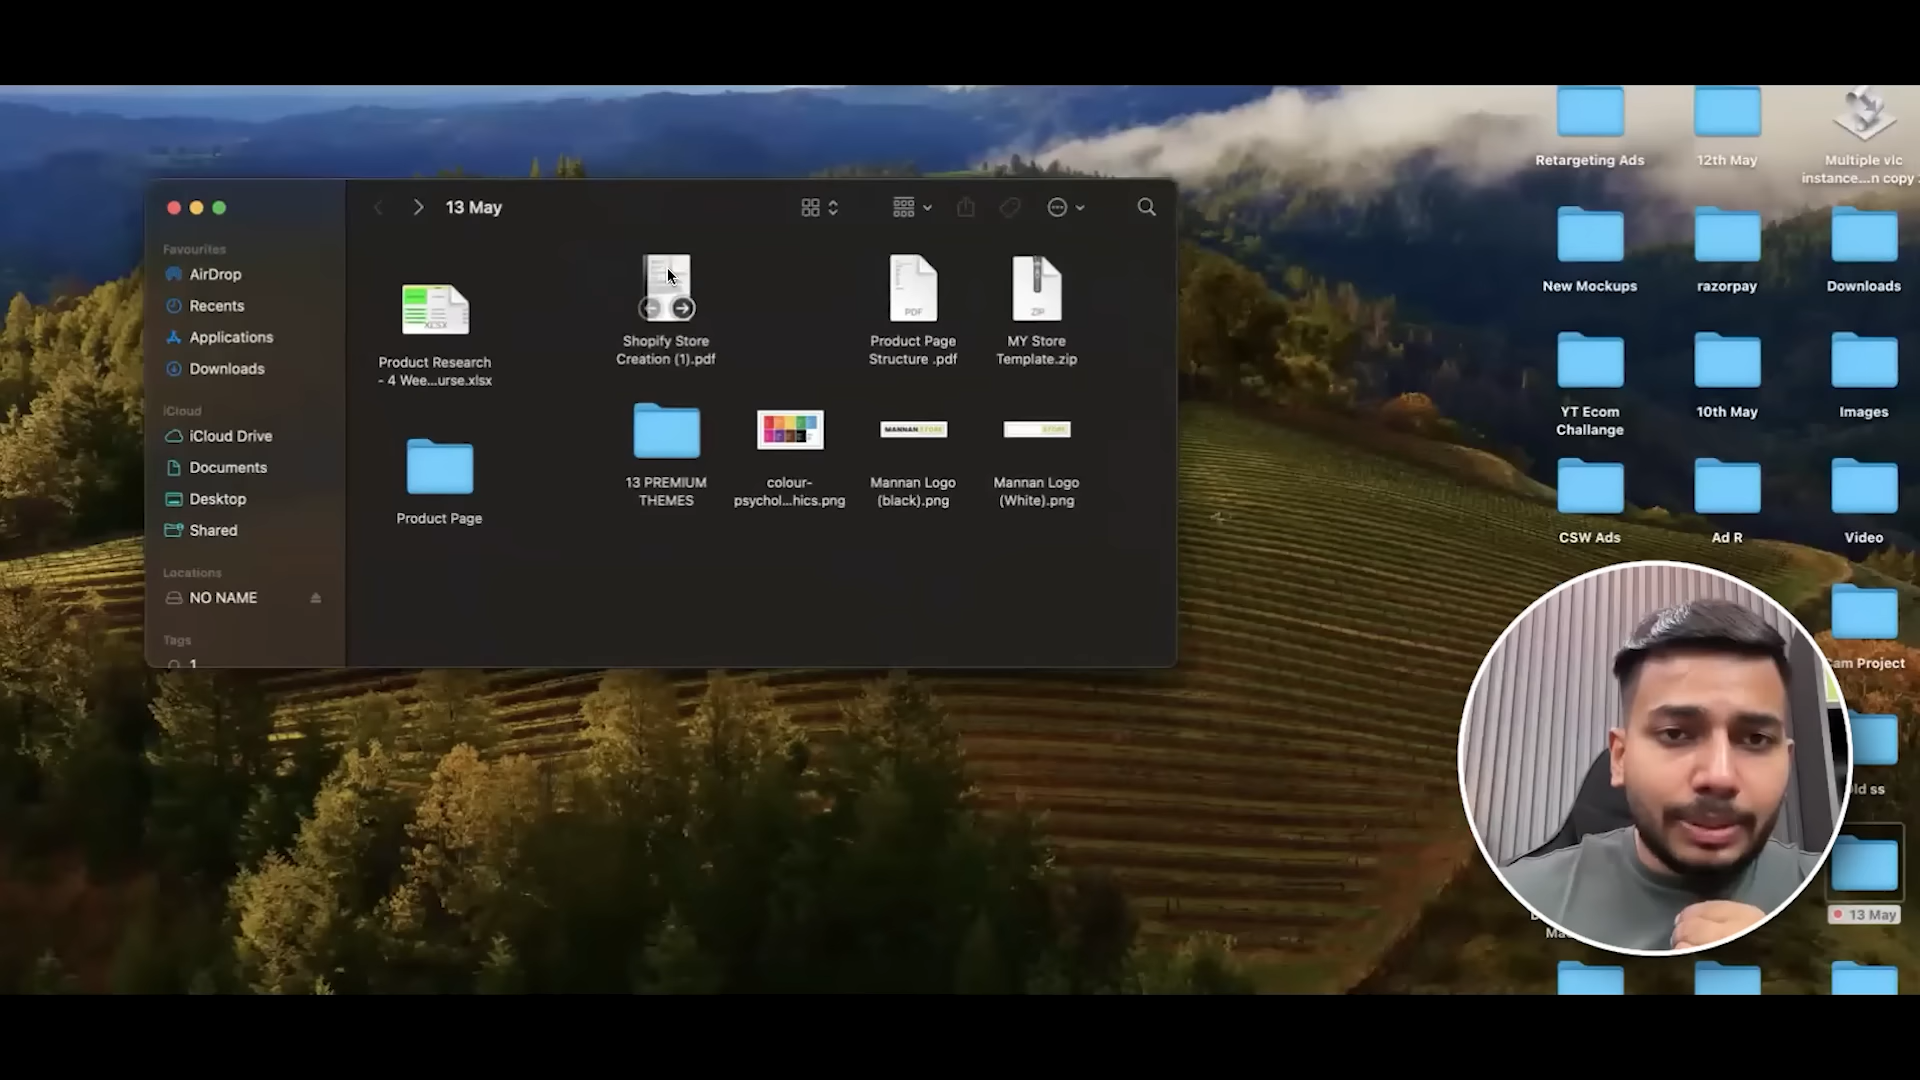 Retargeting Ads
12th May
Multiple vlc
instance...n copy
13 May
Favourites
AirDrop
Recents
Applications
Downloads
iCloud
iCloud Drive
Documents
Desktop
Shared
Locations
NO NAME
Tags
1
XLSX
Product Research
- 4 Wee...urse.xlsx
Shopify Store
Creation (1).pdf
PDF
Product Page
Structure .pdf
ZIP
MY Store
Template.zip
Product Page
13 PREMIUM
THEMES
colour-
psychol...hics.png
MANNAN STORE
Mannan Logo
(black).png
STORE
Mannan Logo
(White).png
New Mockups
razorpay
Downloads
YT Ecom
Challange
10th May
Images
CSW Ads
Ad R
Video
am Project
ld ss
13 May